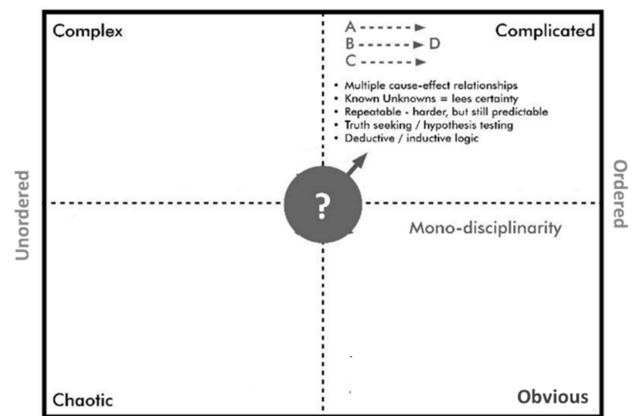 Complex
Complicated
A
B D
C
• Multiple cause-effect relationships
• Known Unknowns = lees certainty
• Repeatable - harder, but still predictable
• Truth seeking / hypothesis testing
• Deductive / inductive logic
?
Unordered
Ordered
Mono-disciplinarity
Chaotic
Obvious